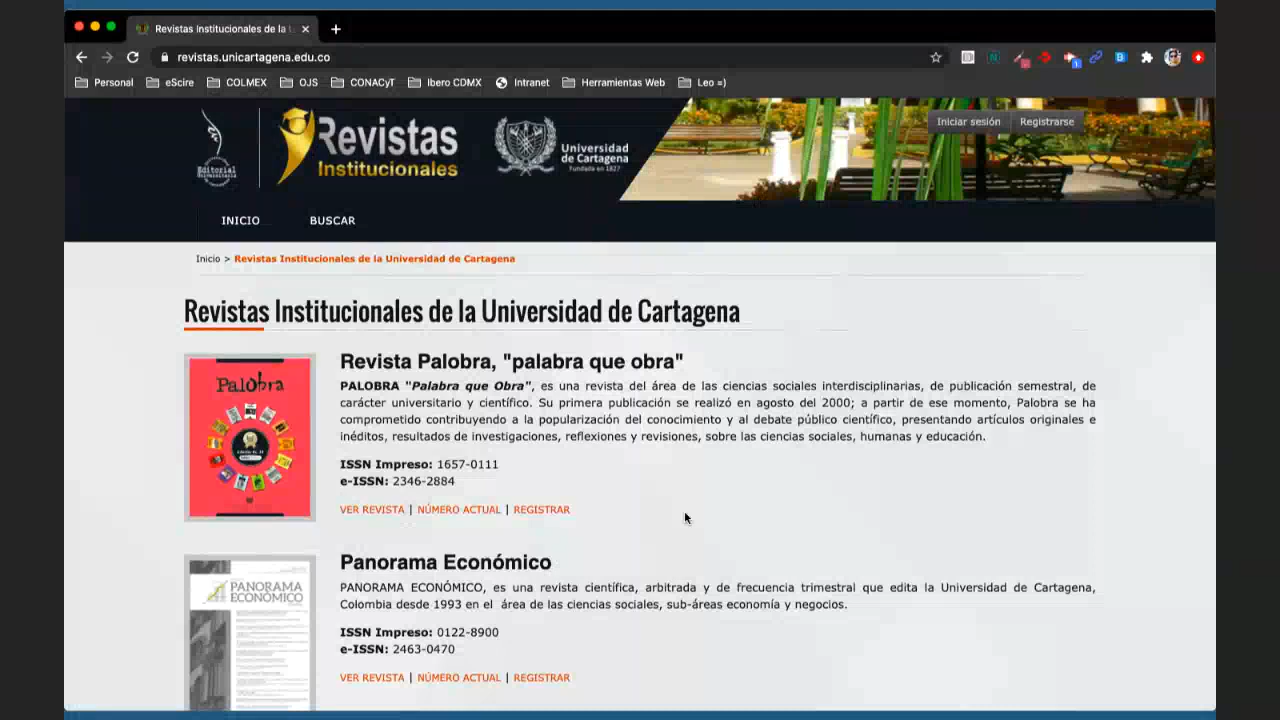 Revistas Institucionales de la U
revistas.unicartagena.edu.co
Personal eScire COLMEX OJS CONACyT Ibero CDMX Intranet Herramientas Web Leo =)
Iniciar sesión Registrarse
Editorial
Universitaria
Revistas
Institucionales
Universidad
de Cartagena
Fundada en 1827
INICIO BUSCAR
Inicio > Revistas Institucionales de la Universidad de Cartagena
Revistas Institucionales de la Universidad de Cartagena
Palobra
Revista Palobra, "palabra que obra"
PALOBRA "Palabra que Obra", es una revista del área de las ciencias sociales interdisciplinarias, de publicación semestral, de
carácter universitario y científico. Su primera publicación se realizó en agosto del 2000; a partir de ese momento, Palobra se ha
comprometido contribuyendo a la popularización del conocimiento y al debate público científico, presentando artículos originales e
inéditos, resultados de investigaciones, reflexiones y revisiones, sobre las ciencias sociales, humanas y educación.
ISSN Impreso: 1657-0111
e-ISSN: 2346-2884
VER REVISTA | NÚMERO ACTUAL | REGISTRAR
PANORAMA
ECONÓMICO
Panorama Económico
PANORAMA ECONÓMICO, es una revista científica, arbitrada y de frecuencia trimestral que edita la Universidad de Cartagena,
Colombia desde 1993 en el área de las ciencias sociales, sub-áreas economía y negocios.
ISSN Impreso: 0122-8900
e-ISSN: 2463-0470
VER REVISTA | NÚMERO ACTUAL | REGISTRAR